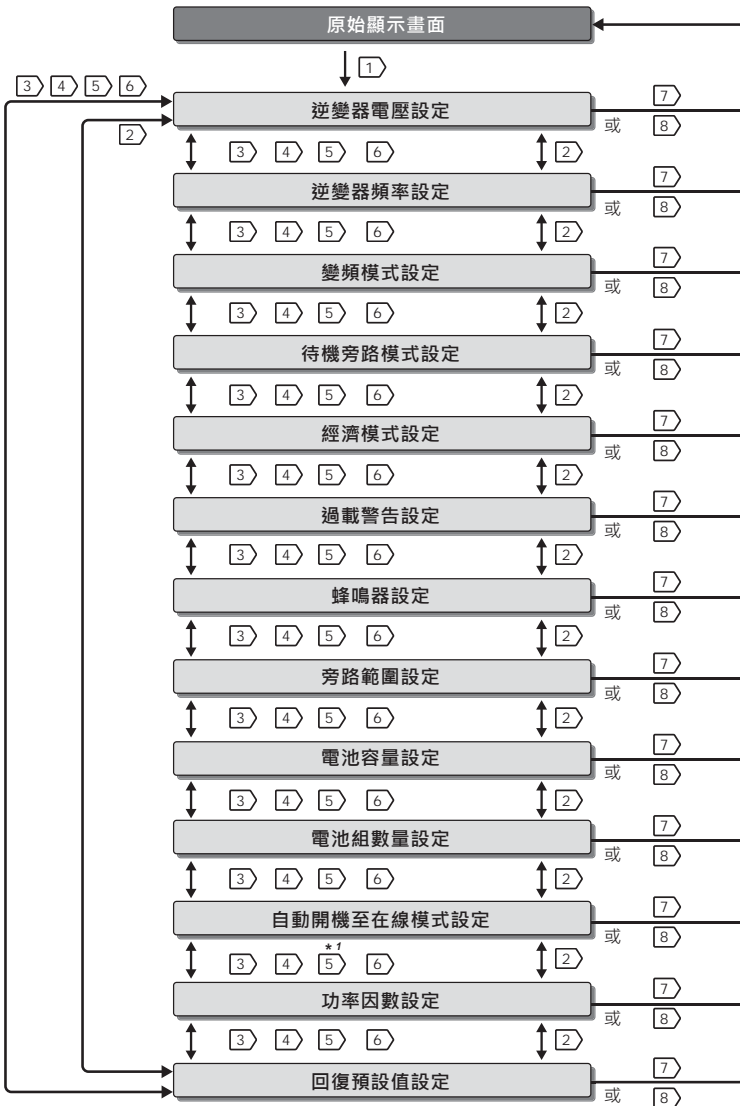 原始顯示畫面
1
3 4 5 6
逆變器電壓設定
7
或
8
2
3 4 5 6 2
逆變器頻率設定
7
或
8
3 4 5 6 2
變頻模式設定
7
或
8
3 4 5 6 2
待機旁路模式設定
7
或
8
3 4 5 6 2
經濟模式設定
7
或
8
3 4 5 6 2
過載警告設定
7
或
8
3 4 5 6 2
蜂鳴器設定
7
或
8
3 4 5 6 2
旁路範圍設定
7
或
8
3 4 5 6 2
電池容量設定
7
或
8
3 4 5 6 2
電池組數量設定
7
或
8
3 4 5 6 2
自動開機至在線模式設定
7
或
8
*1
3 4 5 6 2
功率因數設定
7
或
8
3 4 5 6 2
回復預設值設定
7
或
8